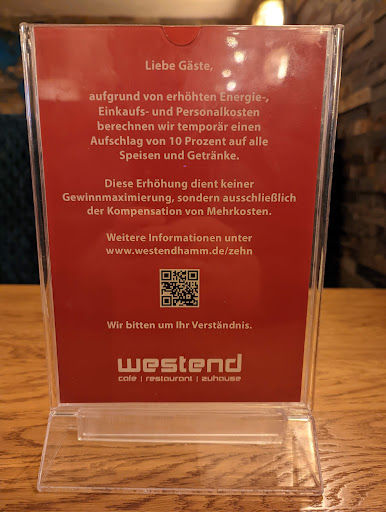 Liebe Gäste,
aufgrund von erhöhten Energie-,
Einkaufs- und Personalkosten
berechnen wir temporär einen
Aufschlag von 10 Prozent auf alle
Speisen und Getränke.
Diese Erhöhung dient keiner
Gewinnmaximierung, sondern ausschließlich
der Kompensation von Mehrkosten.
Weitere Informationen unter
www.westendhamm.de/zehn
Wir bitten um Ihr Verständnis.
westend
café | restaurant | zuhause